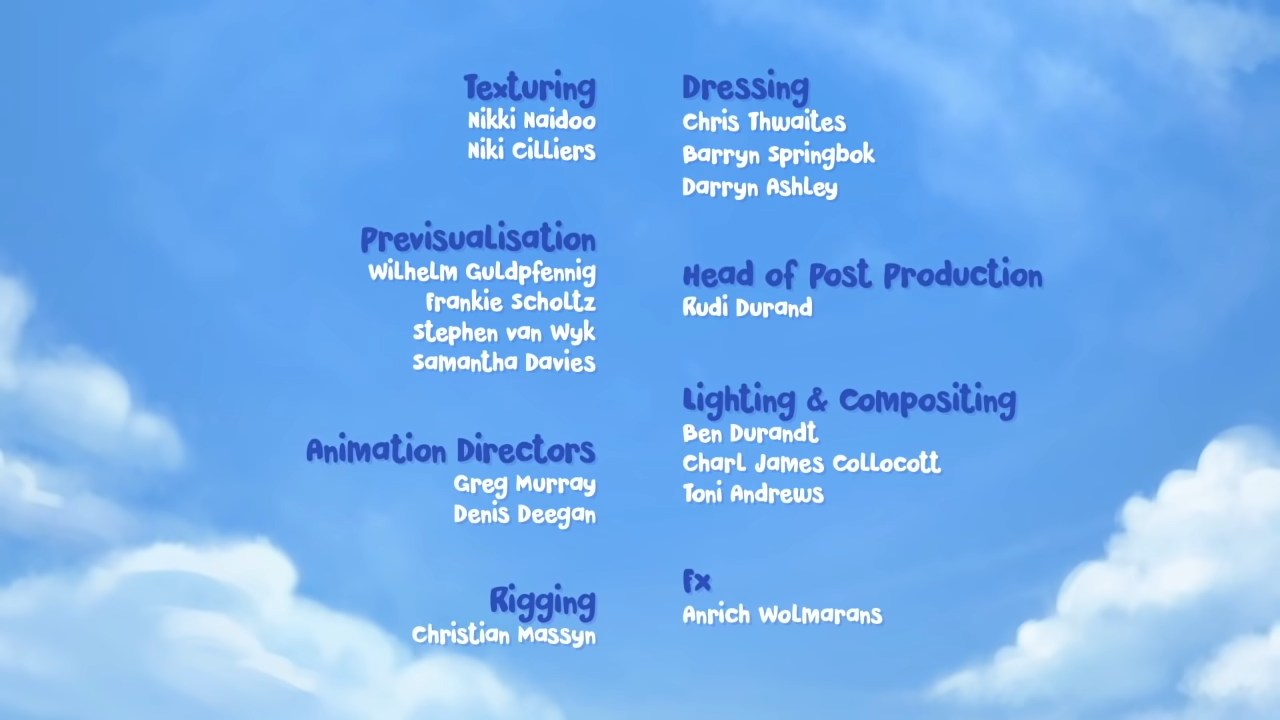 Texturing
Nikki Naidoo
Niki Cilliers
Previsualisation
Wilhelm Guldpfennig
Frankie Scholtz
Stephen van Wyk
Samantha Davies
Animation Directors
Greg Murray
Denis Deegan
Rigging
Christian Massyn
Dressing
Chris Thwaites
Barryn Springbok
Darryn Ashley
Head of Post Production
Rudi Durand
Lighting & Compositing
Ben Durandt
Charl James Collocott
Toni Andrews
Fx
Anrich Wolmarans